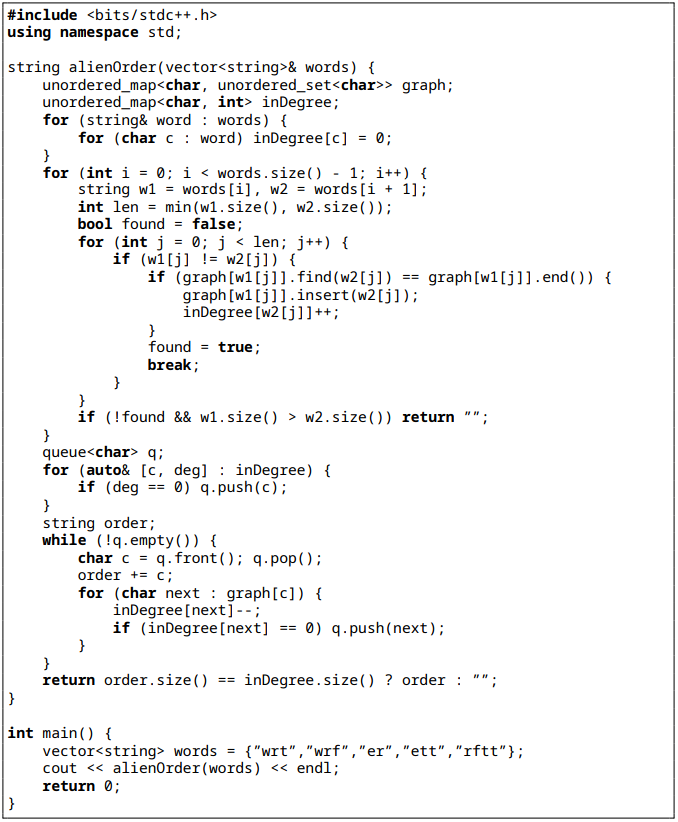 #include <bits/stdc++.h>
using namespace std;

string alienOrder(vector<string>& words) {
    unordered_map<char, unordered_set<char>> graph;
    unordered_map<char, int> inDegree;
    for (string& word : words) {
        for (char c : word) inDegree[c] = 0;
    }
    for (int i = 0; i < words.size() - 1; i++) {
        string w1 = words[i], w2 = words[i + 1];
        int len = min(w1.size(), w2.size());
        bool found = false;
        for (int j = 0; j < len; j++) {
            if (w1[j] != w2[j]) {
                if (graph[w1[j]].find(w2[j]) == graph[w1[j]].end()) {
                    graph[w1[j]].insert(w2[j]);
                    inDegree[w2[j]]++;
                }
                found = true;
                break;
            }
        }
        if (!found && w1.size() > w2.size()) return "";
    }
    queue<char> q;
    for (auto& [c, deg] : inDegree) {
        if (deg == 0) q.push(c);
    }
    string order;
    while (!q.empty()) {
        char c = q.front(); q.pop();
        order += c;
        for (char next : graph[c]) {
            inDegree[next]--;
            if (inDegree[next] == 0) q.push(next);
        }
    }
    return order.size() == inDegree.size() ? order : "";
}

int main() {
    vector<string> words = {"wrt","wrf","er","ett","rftt"};
    cout << alienOrder(words) << endl;
    return 0;
}